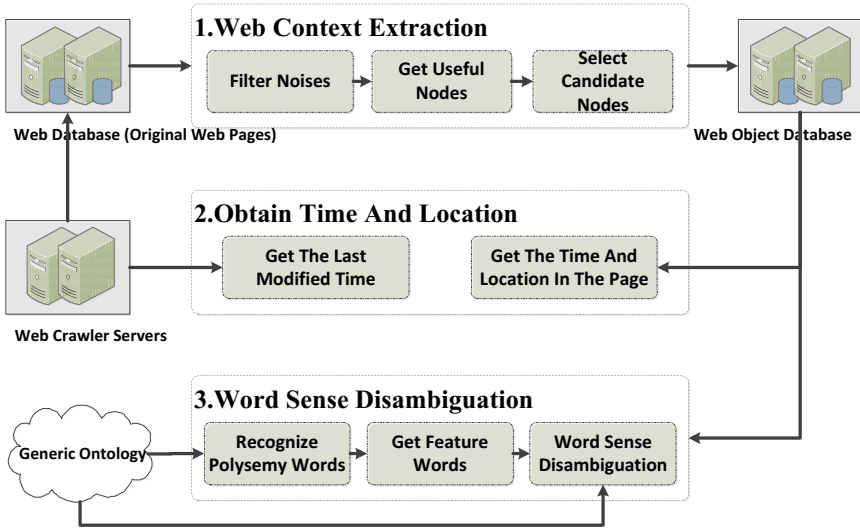 1.Web Context Extraction
Filter Noises
Get Useful
Nodes
Select
Candidate
Nodes
Web Database (Original Web Pages)
Web Object Database
2.Obtain Time And Location
Get The Last
Modified Time
Get The Time And
Location In The Page
Web Crawler Servers
3.Word Sense Disambiguation
Generic Ontology
Recognize
Polysemy Words
Get Feature
Words
Word Sense
Disambiguation